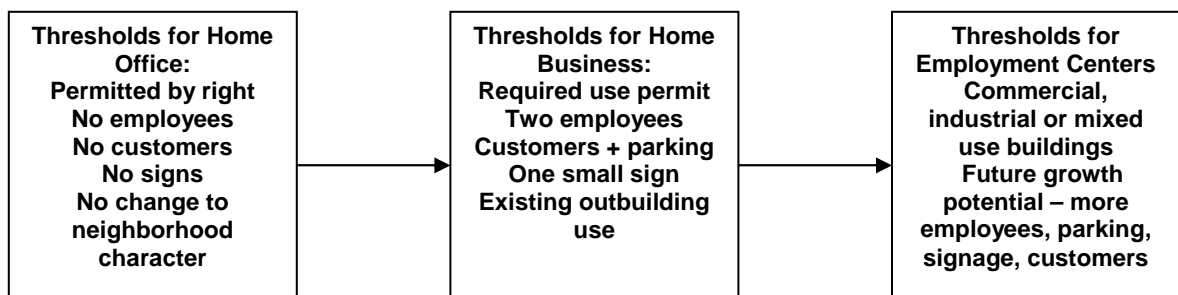 Thresholds for Home
Office:
Permitted by right
No employees
No customers
No signs
No change to
neighborhood
character
Thresholds for Home
Business:
Required use permit
Two employees
Customers + parking
One small sign
Existing outbuilding
use
Thresholds for
Employment Centers
Commercial,
industrial or mixed
use buildings
Future growth
potential – more
employees, parking,
signage, customers